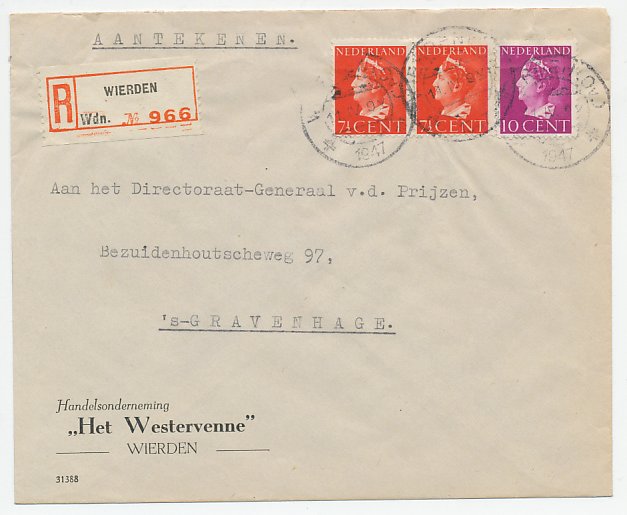 AANTEKENEN.
NEDERLAND
NEDERLAND
NEDERLAND
7½ CENT
7½ CENT
10 CENT
1947
1947
R
WIERDEN
Wdn. № 966
Aan het Directoraat-Generaal v.d. Prijzen,
Bezuidenhoutscheweg 97,
's-GRAVENHAGE.
Handelsonderneming
„Het Westervenne”
WIERDEN
31388